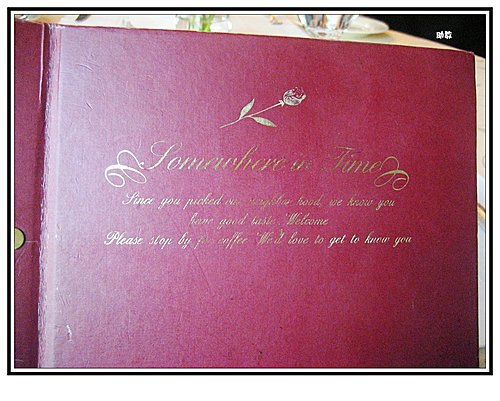 Somewhere in Time
Since you picked our neighbor hood, we know you
have good taste. Welcome
Please stop by for coffee We'd love to get to know you